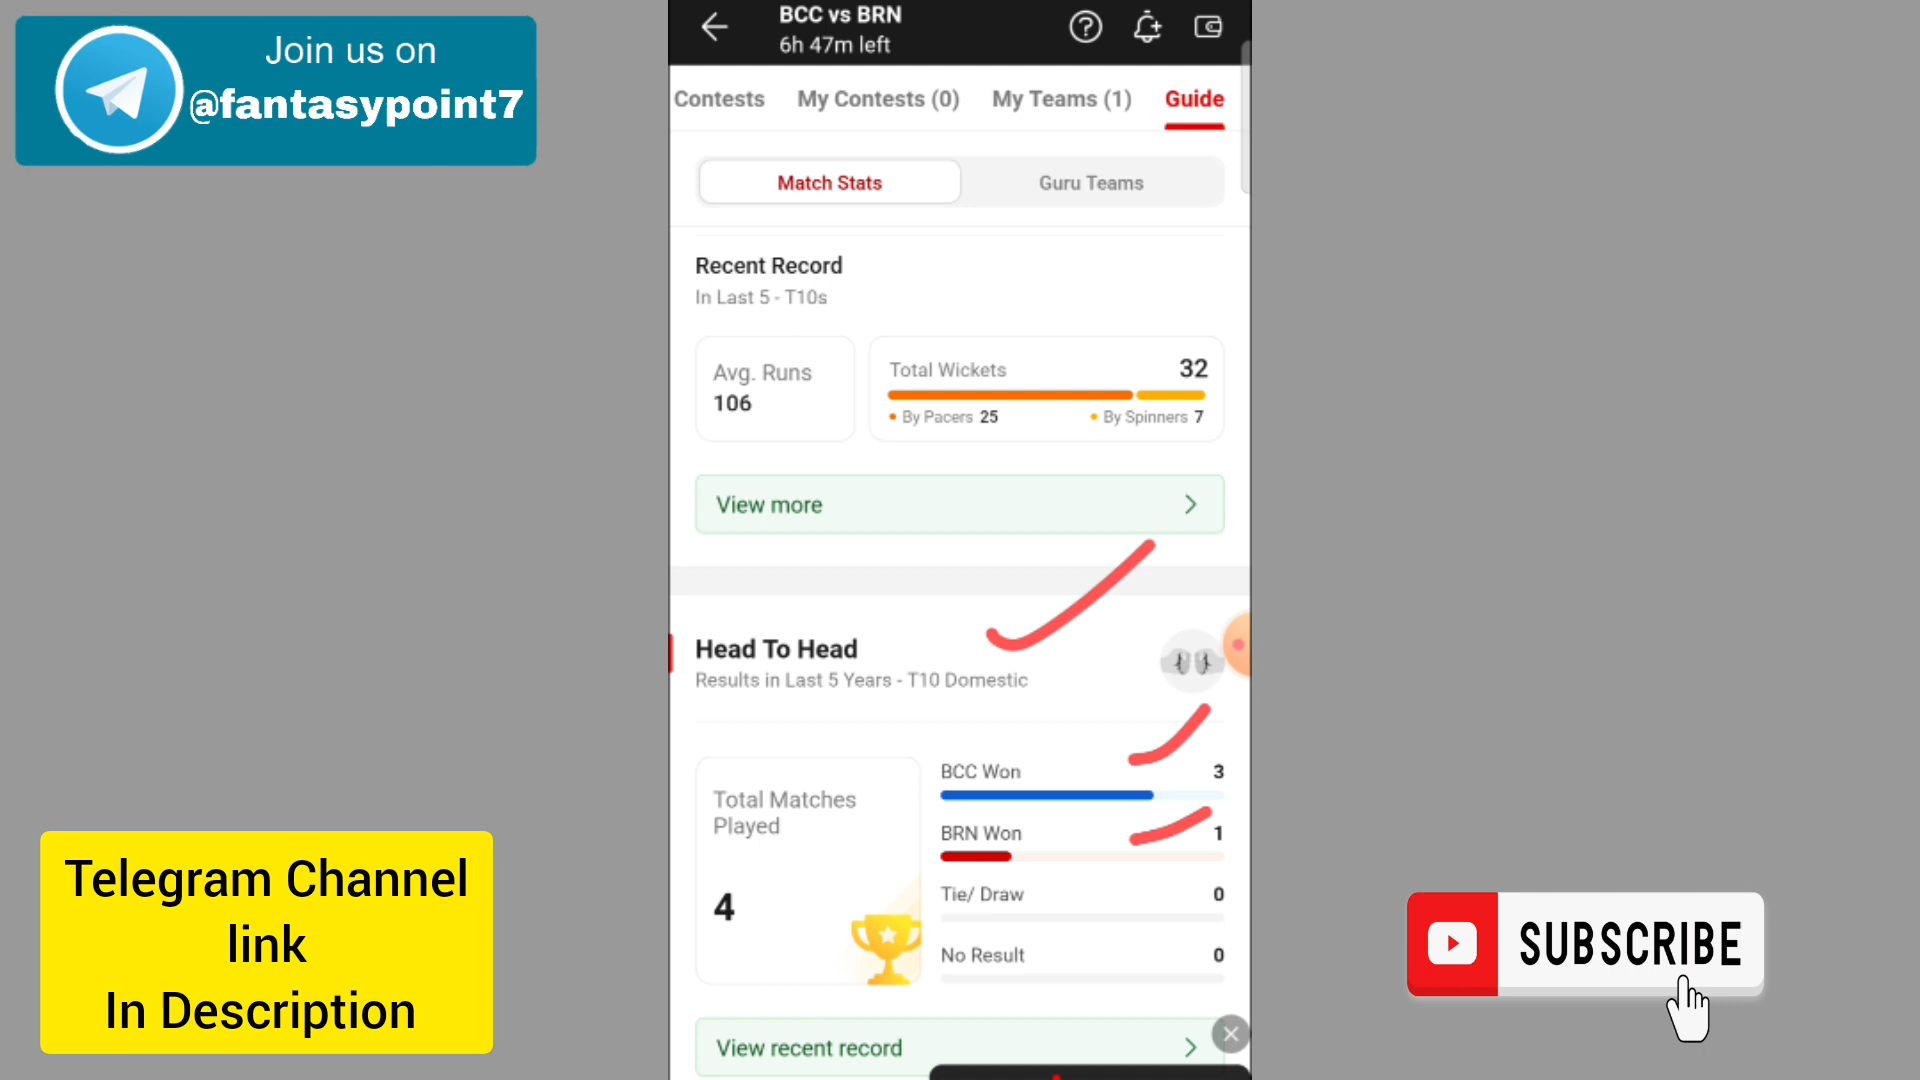 Join us on
@fantasypoint7
BCC vs BRN
6h 47m left
Contests My Contests (0) My Teams (1) Guide
Match Stats Guru Teams
Recent Record
In Last 5 - T10s
Avg. Runs
106
Total Wickets 32
By Pacers 25 By Spinners 7
View more
Head To Head
Results in Last 5 Years - T10 Domestic
Total Matches
Played
4
BCC Won 3
BRN Won 1
Tie/ Draw 0
No Result 0
View recent record
Telegram Channel
link
In Description
SUBSCRIBE